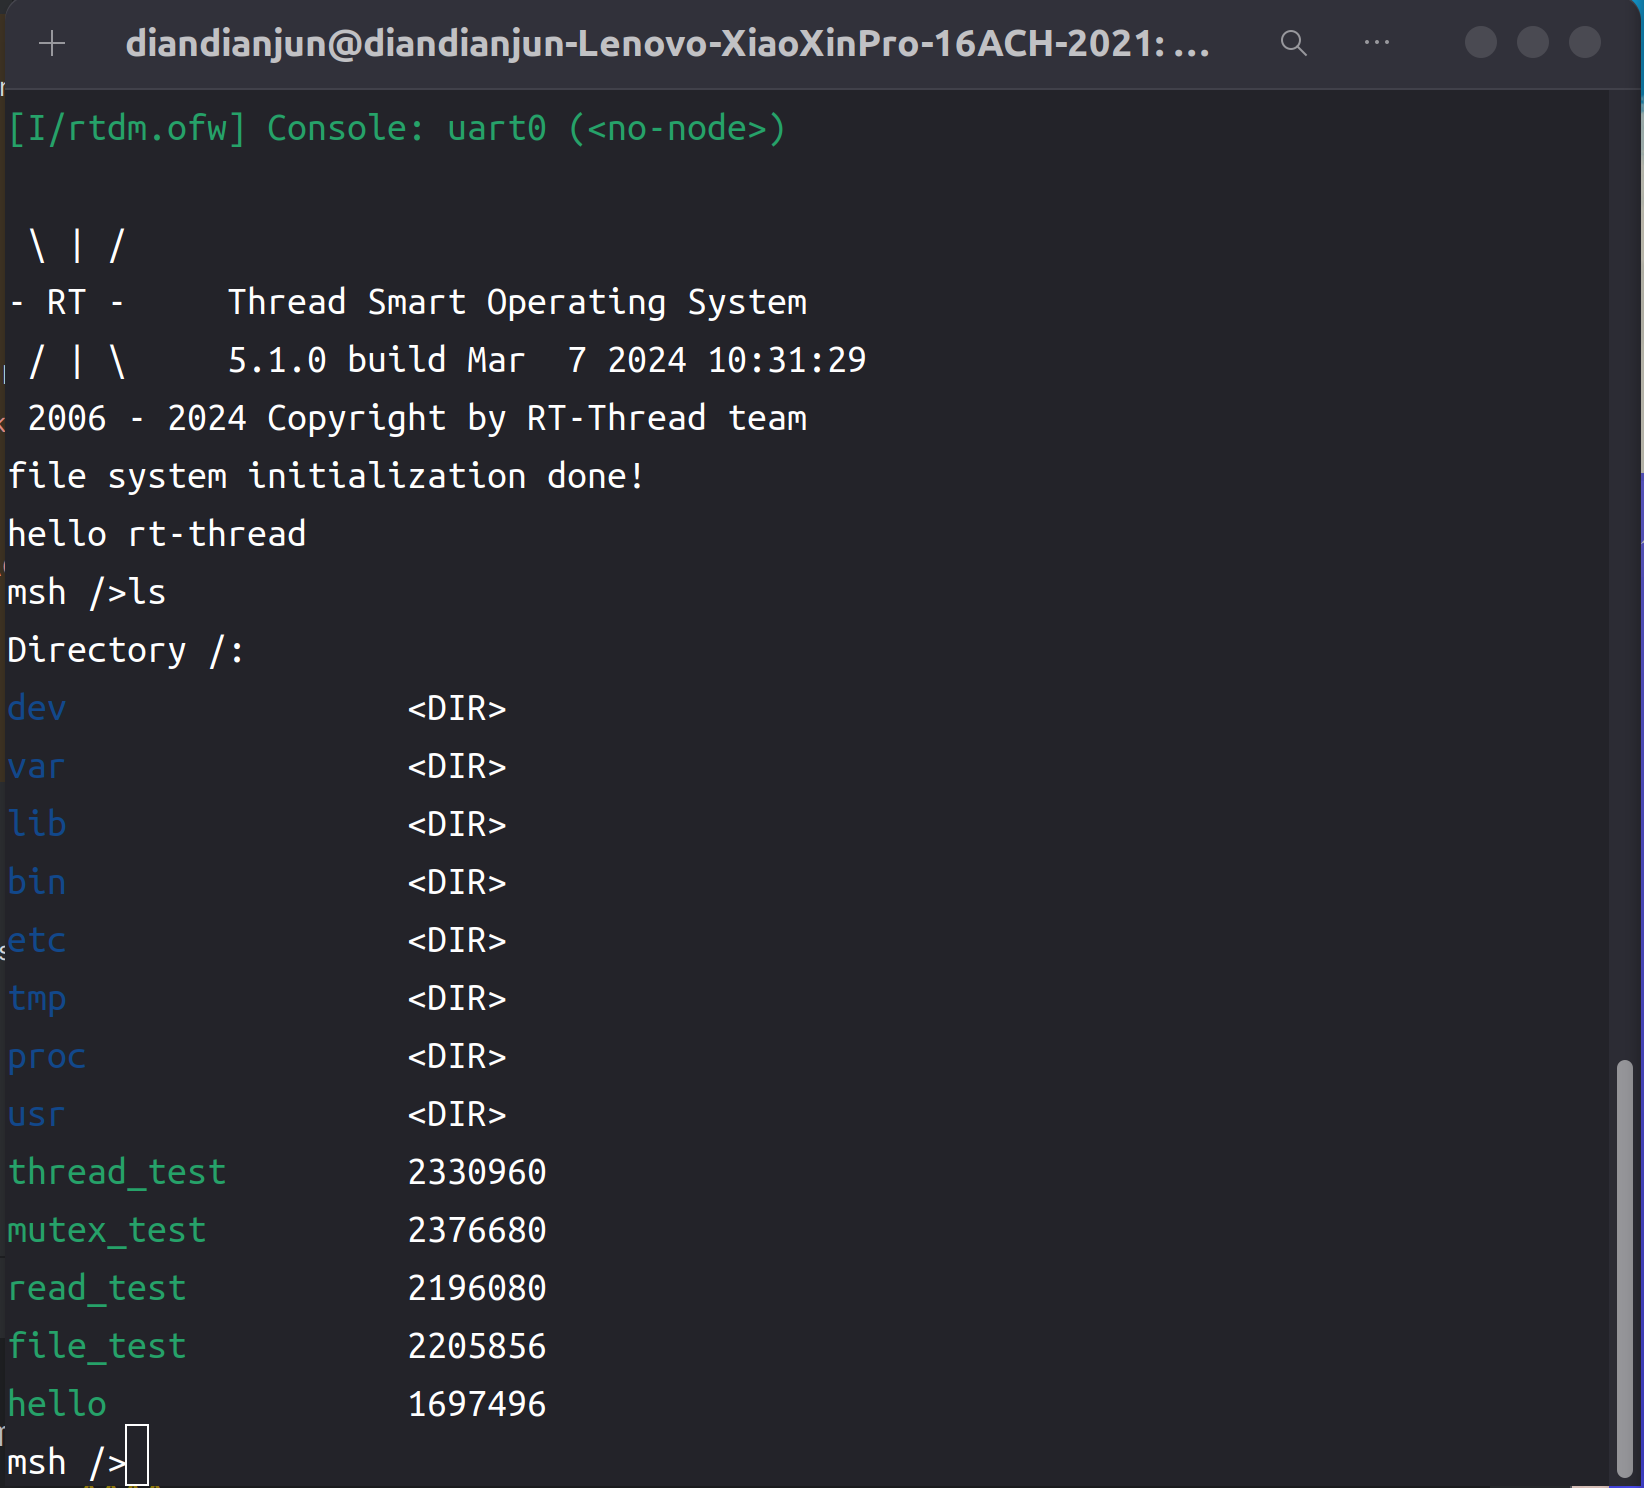 diandianjun@diandianjun-Lenovo-XiaoXinPro-16ACH-2021: ...
[I/rtdm.ofw] Console: uart0 (<no-node>)
 \ | /
- RT -     Thread Smart Operating System
 / | \     5.1.0 build Mar  7 2024 10:31:29
 2006 - 2024 Copyright by RT-Thread team
file system initialization done!
hello rt-thread
msh />ls
Directory /:
dev                 <DIR>
var                 <DIR>
lib                 <DIR>
bin                 <DIR>
etc                 <DIR>
tmp                 <DIR>
proc                <DIR>
usr                 <DIR>
thread_test         2330960
mutex_test          2376680
read_test           2196080
file_test           2205856
hello               1697496
msh />